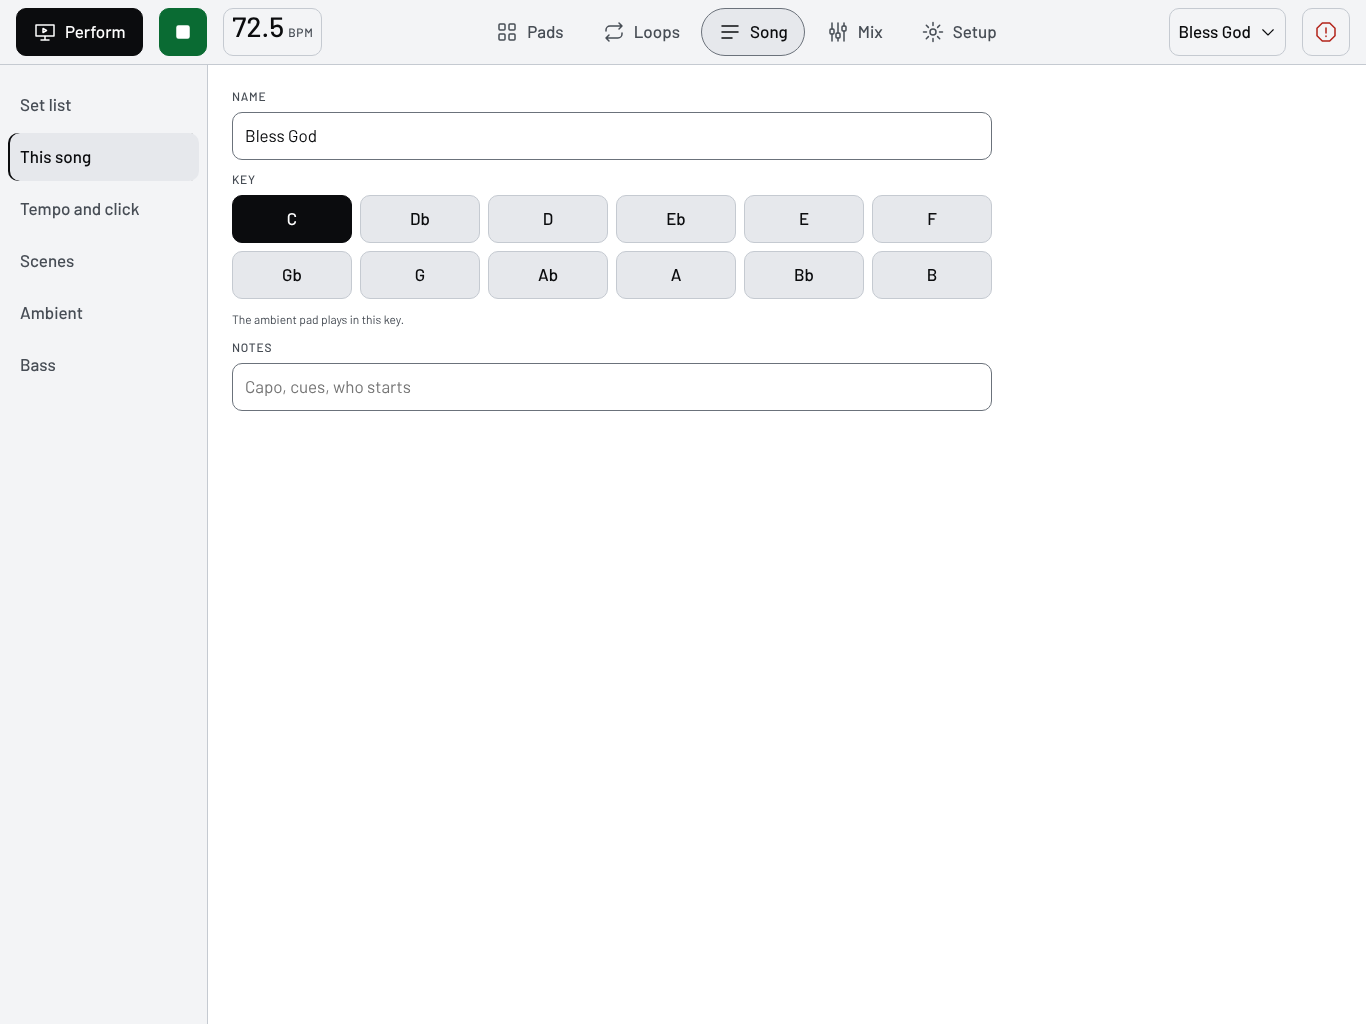 Perform
72.5 BPM
Pads
Loops
Song
Mix
Setup
Bless God
Set list
This song
Tempo and click
Scenes
Ambient
Bass
NAME
Bless God
KEY
C Db D Eb E F
Gb G Ab A Bb B
The ambient pad plays in this key.
NOTES
Capo, cues, who starts